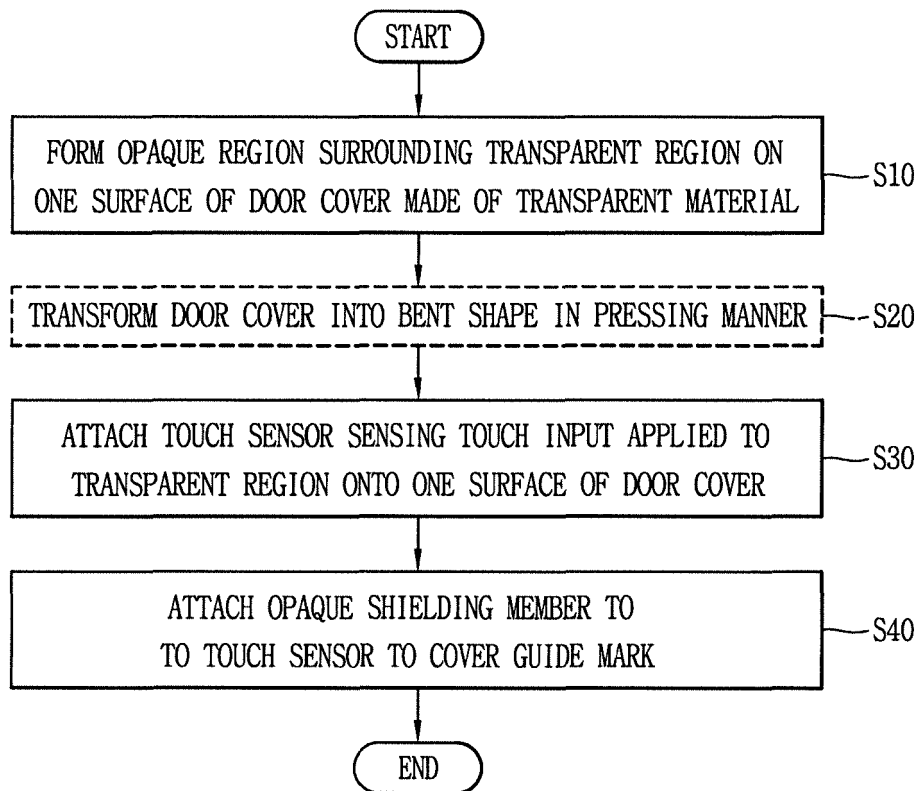 START
FORM OPAQUE REGION SURROUNDING TRANSPARENT REGION ON
ONE SURFACE OF DOOR COVER MADE OF TRANSPARENT MATERIAL
S10
TRANSFORM DOOR COVER INTO BENT SHAPE IN PRESSING MANNER
S20
ATTACH TOUCH SENSOR SENSING TOUCH INPUT APPLIED TO
TRANSPARENT REGION ONTO ONE SURFACE OF DOOR COVER
S30
ATTACH OPAQUE SHIELDING MEMBER TO
TO TOUCH SENSOR TO COVER GUIDE MARK
S40
END